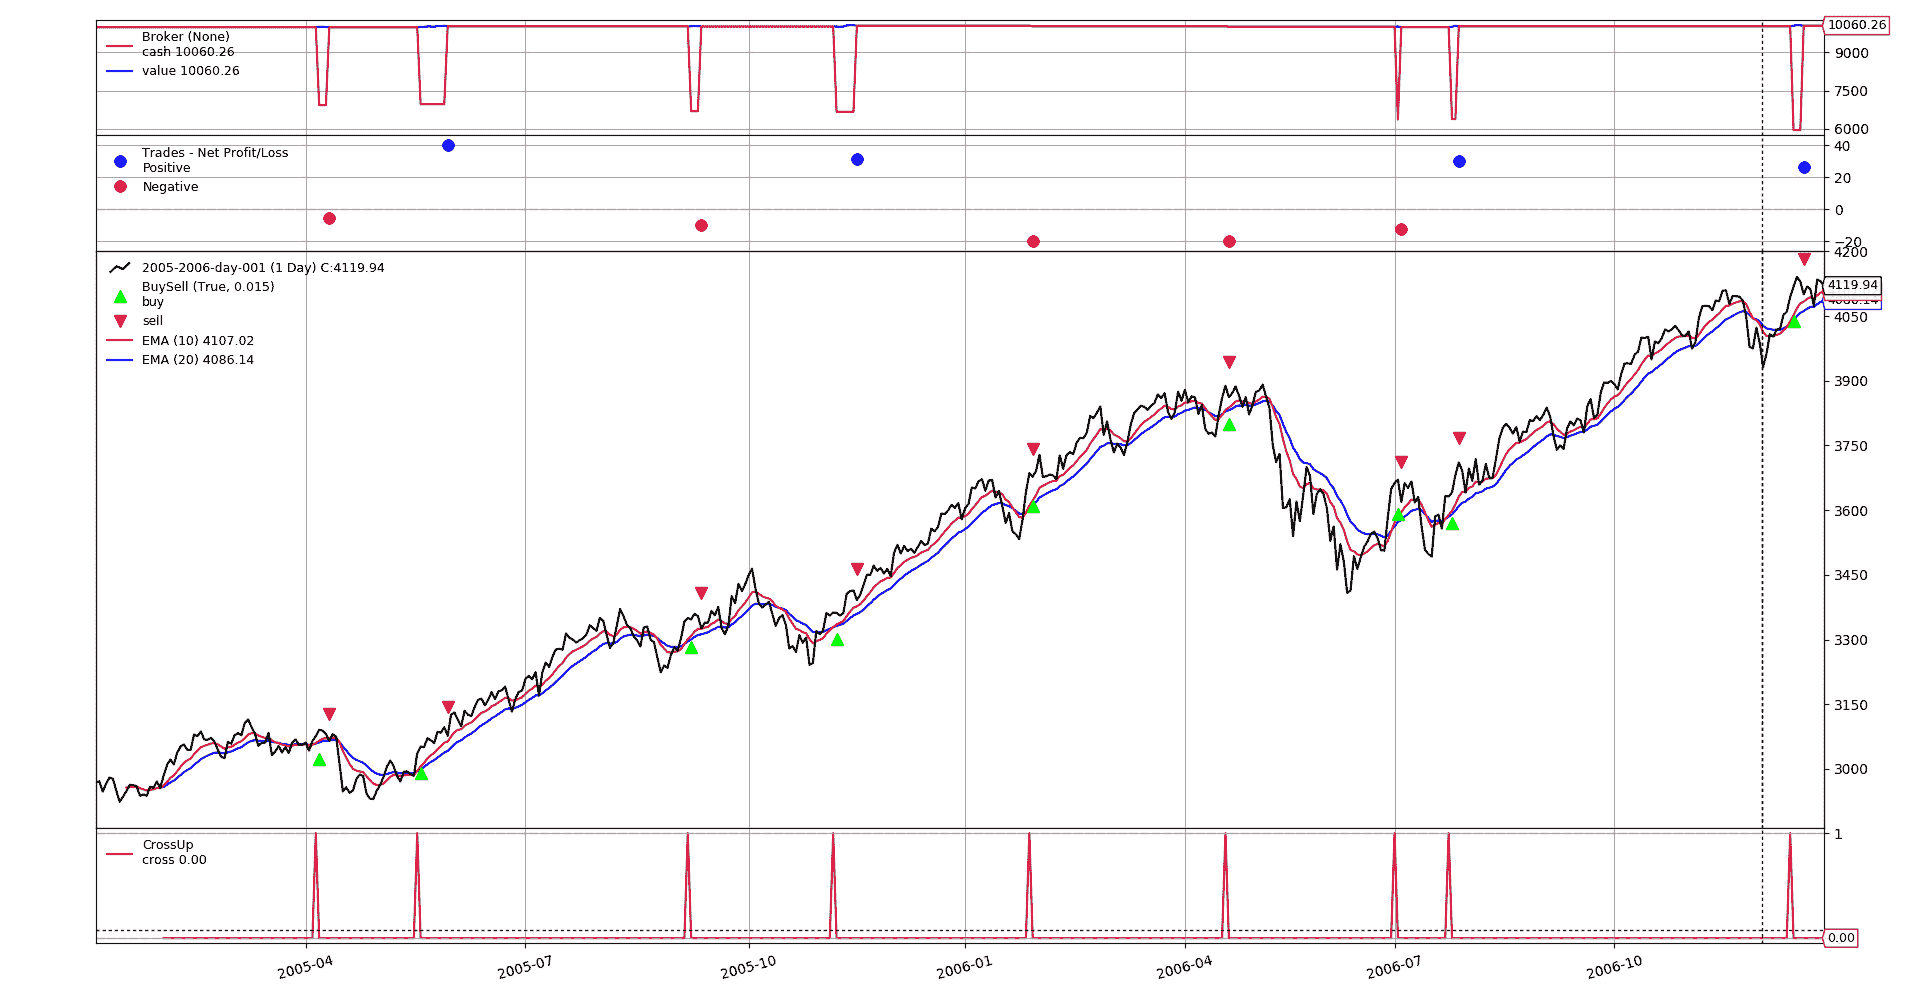 Broker (None)
cash 10060.26
value 10060.26
10060.26
9000
7500
6000
Trades - Net Profit/Loss
Positive
Negative
40
20
0
−20
2005-2006-day-001 (1 Day) C:4119.94
BuySell (True, 0.015)
buy
sell
EMA (10) 4107.02
EMA (20) 4086.14
4200
4119.94
4050
3900
3750
3600
3450
3300
3150
3000
CrossUp
cross 0.00
1
0.00
2005-04
2005-07
2005-10
2006-01
2006-04
2006-07
2006-10